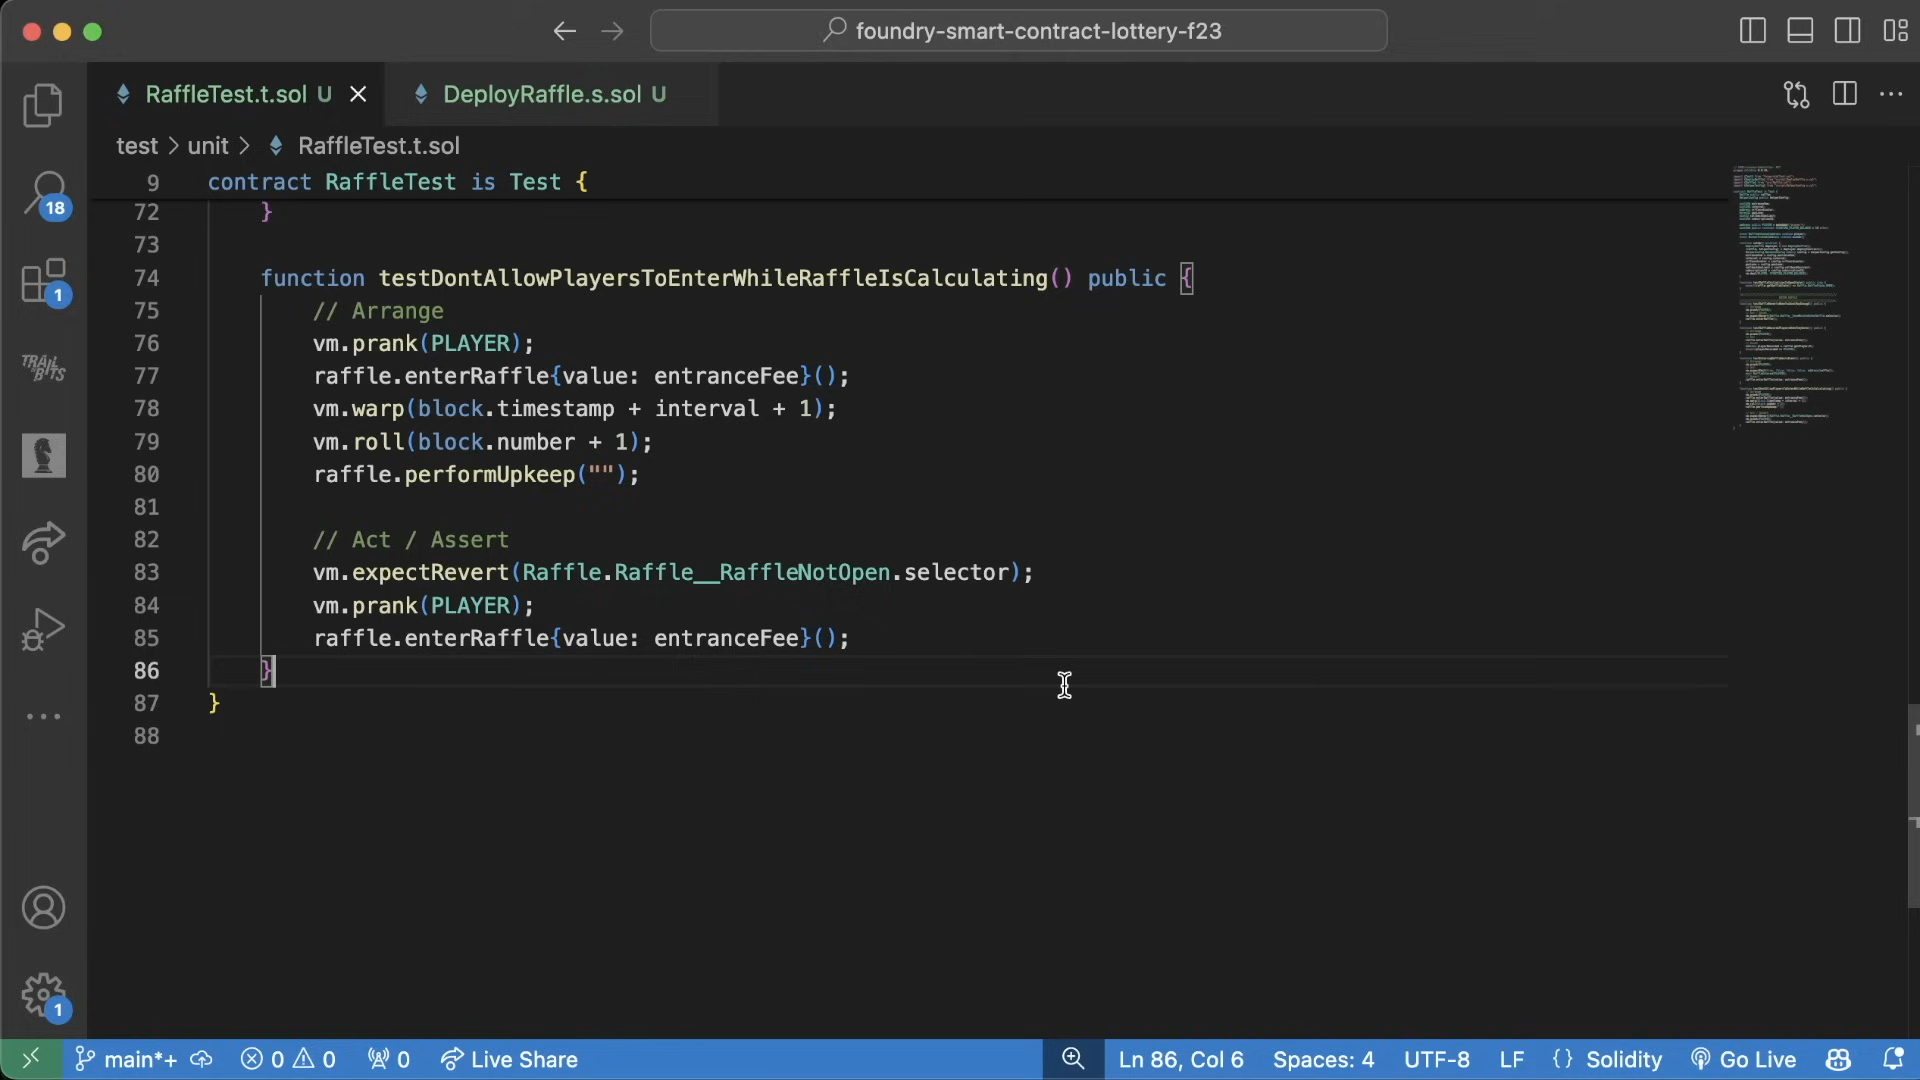 foundry-smart-contract-lottery-f23
RaffleTest.t.sol U
DeployRaffle.s.sol U
test > unit > RaffleTest.t.sol
9 contract RaffleTest is Test {
72 }
73
74 function testDontAllowPlayersToEnterWhileRaffleIsCalculating() public {
75 // Arrange
76 vm.prank(PLAYER);
77 raffle.enterRaffle{value: entranceFee}();
78 vm.warp(block.timestamp + interval + 1);
79 vm.roll(block.number + 1);
80 raffle.performUpkeep("");
81
82 // Act / Assert
83 vm.expectRevert(Raffle.Raffle__RaffleNotOpen.selector);
84 vm.prank(PLAYER);
85 raffle.enterRaffle{value: entranceFee}();
86 }
87 }
88
18
1
TRAIL OF BITS
1
main*+ 0 0 0 Live Share Ln 86, Col 6 Spaces: 4 UTF-8 LF {} Solidity Go Live